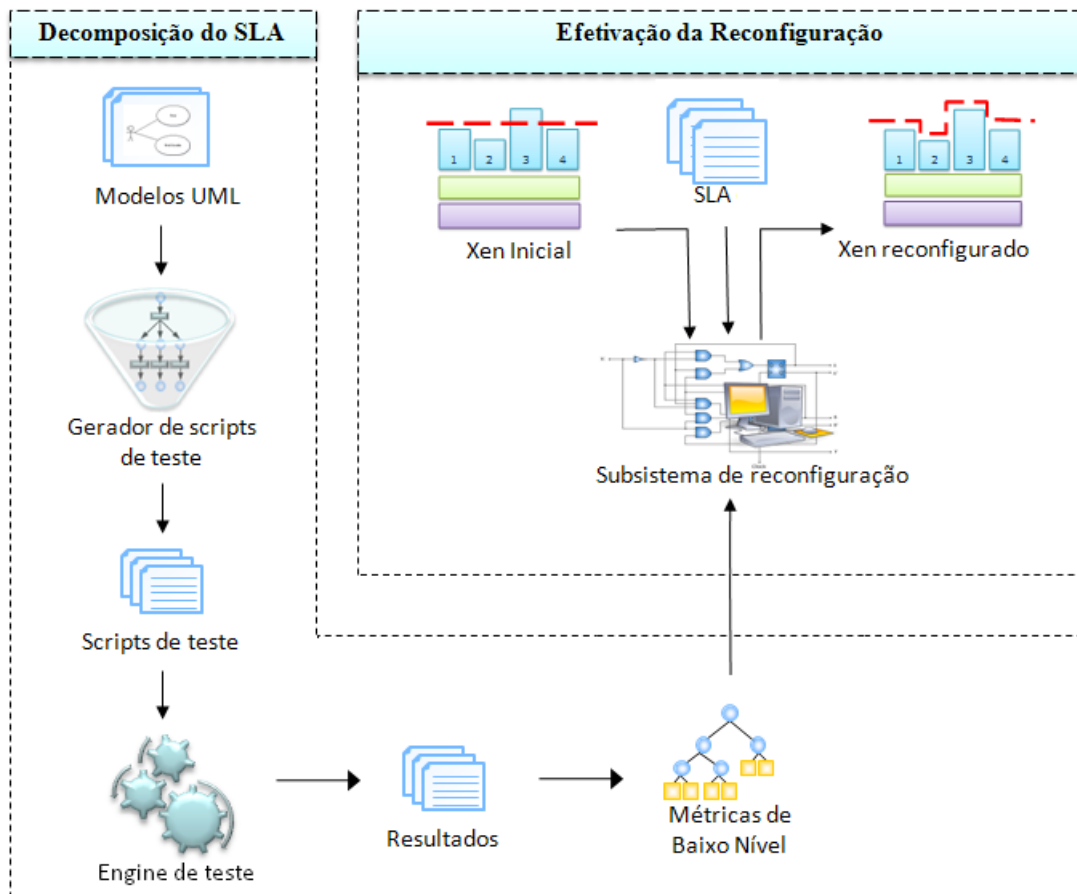 Decomposição do SLA
Efetivação da Reconfiguração
Modelos UML
1 2 3 4
Xen Inicial
SLA
1 2 3 4
Xen reconfigurado
Gerador de scripts
de teste
Subsistema de reconfiguração
Scripts de teste
Engine de teste
Resultados
Métricas de
Baixo Nível